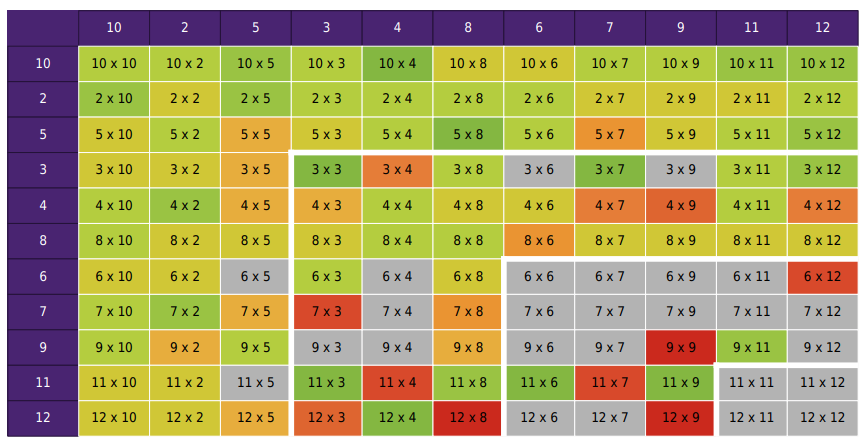 10 2 5 3 4 8 6 7 9 11 12
10 10 x 10 10 x 2 10 x 5 10 x 3 10 x 4 10 x 8 10 x 6 10 x 7 10 x 9 10 x 11 10 x 12
2 2 x 10 2 x 2 2 x 5 2 x 3 2 x 4 2 x 8 2 x 6 2 x 7 2 x 9 2 x 11 2 x 12
5 5 x 10 5 x 2 5 x 5 5 x 3 5 x 4 5 x 8 5 x 6 5 x 7 5 x 9 5 x 11 5 x 12
3 3 x 10 3 x 2 3 x 5 3 x 3 3 x 4 3 x 8 3 x 6 3 x 7 3 x 9 3 x 11 3 x 12
4 4 x 10 4 x 2 4 x 5 4 x 3 4 x 4 4 x 8 4 x 6 4 x 7 4 x 9 4 x 11 4 x 12
8 8 x 10 8 x 2 8 x 5 8 x 3 8 x 4 8 x 8 8 x 6 8 x 7 8 x 9 8 x 11 8 x 12
6 6 x 10 6 x 2 6 x 5 6 x 3 6 x 4 6 x 8 6 x 6 6 x 7 6 x 9 6 x 11 6 x 12
7 7 x 10 7 x 2 7 x 5 7 x 3 7 x 4 7 x 8 7 x 6 7 x 7 7 x 9 7 x 11 7 x 12
9 9 x 10 9 x 2 9 x 5 9 x 3 9 x 4 9 x 8 9 x 6 9 x 7 9 x 9 9 x 11 9 x 12
11 11 x 10 11 x 2 11 x 5 11 x 3 11 x 4 11 x 8 11 x 6 11 x 7 11 x 9 11 x 11 11 x 12
12 12 x 10 12 x 2 12 x 5 12 x 3 12 x 4 12 x 8 12 x 6 12 x 7 12 x 9 12 x 11 12 x 12